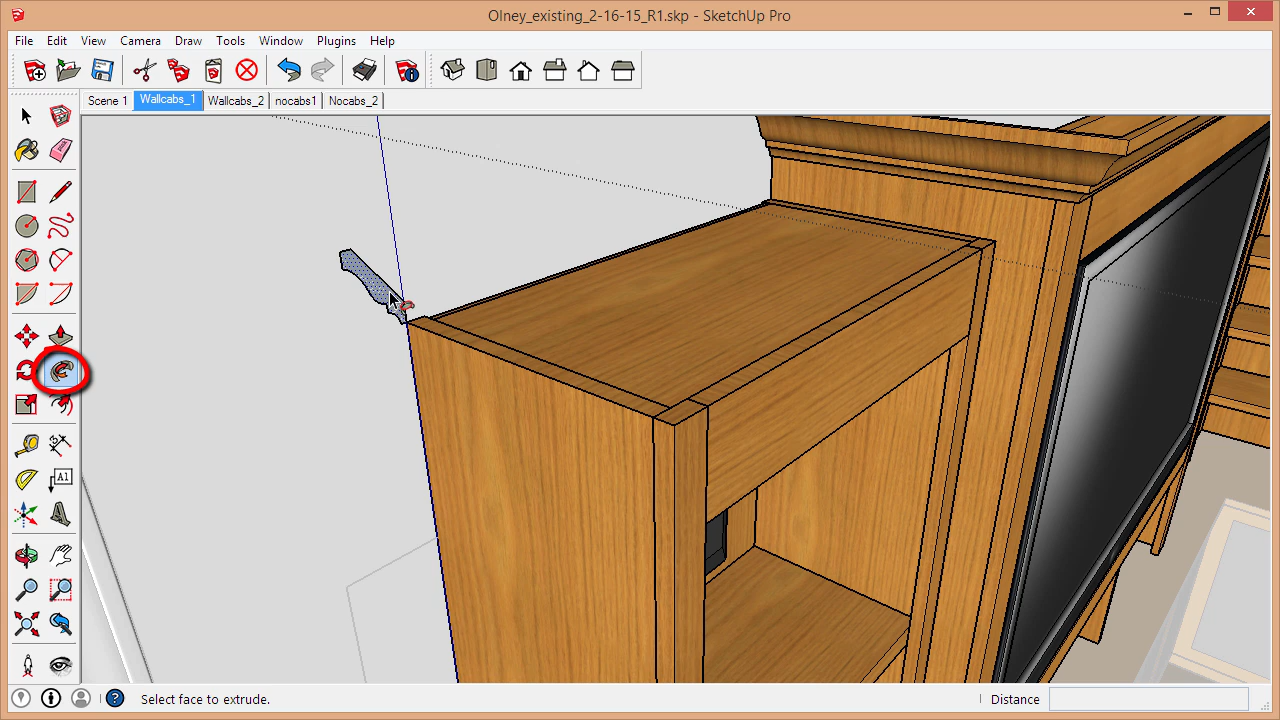 Olney_existing_2-16-15_R1.skp - SketchUp Pro
File Edit View Camera Draw Tools Window Plugins Help
Scene 1 Wallcabs_1 Wallcabs_2 nocabs1 Nocabs_2
A1
Select face to extrude. Distance